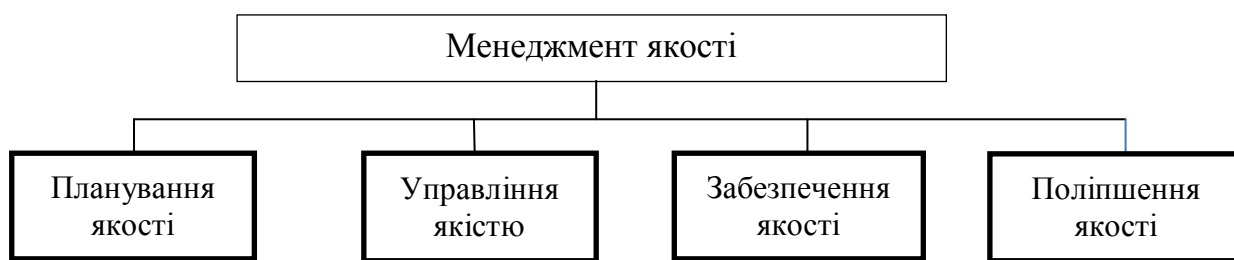 Менеджмент якості
Планування
якості
Управління
якістю
Забезпечення
якості
Поліпшення
якості